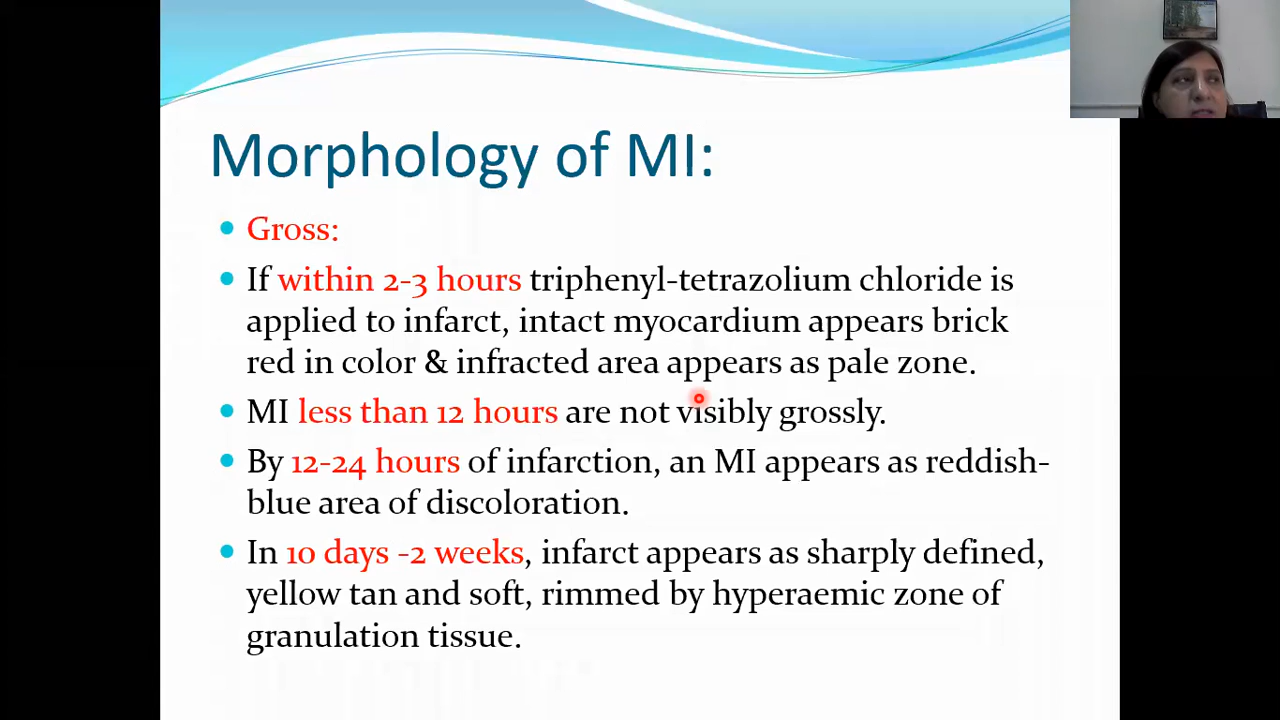 Morphology of MI:
Gross:
If within 2-3 hours triphenyl-tetrazolium chloride is
applied to infarct, intact myocardium appears brick
red in color & infracted area appears as pale zone.
MI less than 12 hours are not visibly grossly.
By 12-24 hours of infarction, an MI appears as reddish-
blue area of discoloration.
In 10 days -2 weeks, infarct appears as sharply defined,
yellow tan and soft, rimmed by hyperaemic zone of
granulation tissue.